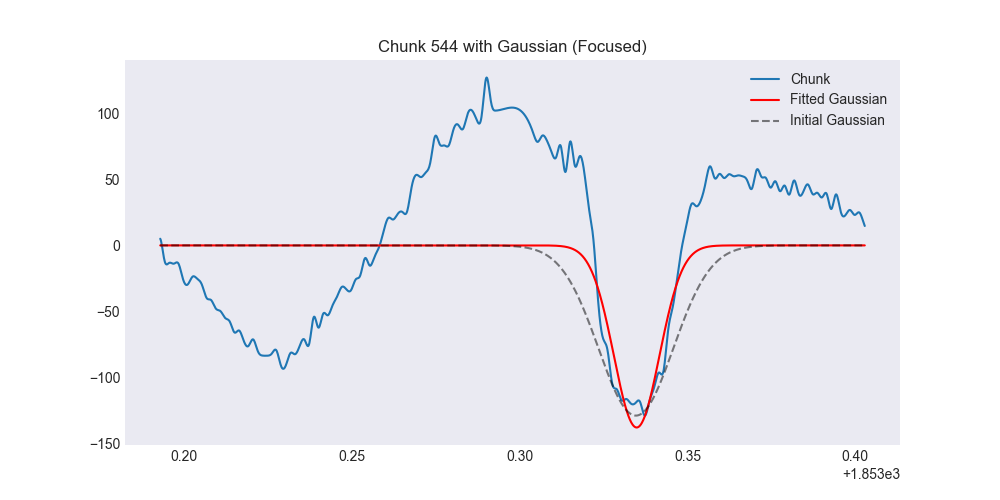 Chunk 544 with Gaussian (Focused)
Chunk
Fitted Gaussian
Initial Gaussian
100
50
0
−50
−100
−150
0.20 0.25 0.30 0.35 0.40
+1.853e3